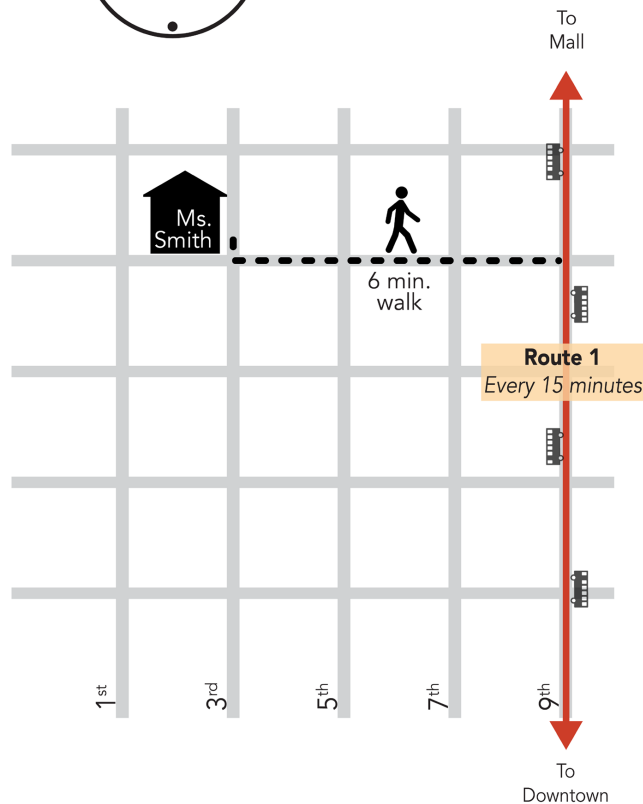 To
Mall
Ms.
Smith
6 min.
walk
Route 1
Every 15 minutes
1st
3rd
5th
7th
9th
To
Downtown